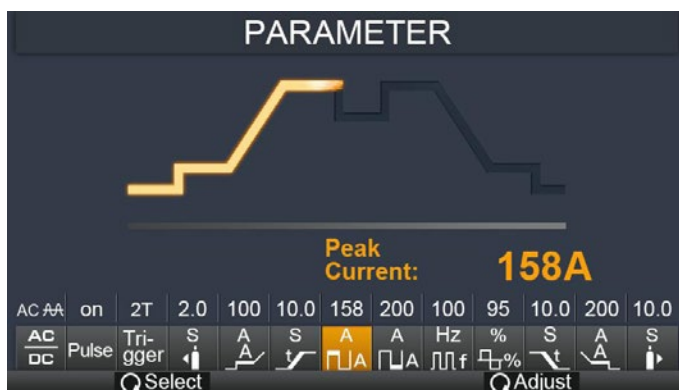 PARAMETER
Peak
Current:
158A
AC on 2T 2.0 100 10.0 158 200 100 95 10.0 200 10.0
AC
DC
Pulse
Tri-
gger
S
A
S
t
A
A
A
A
Hz
f
%
%
S
t
A
A
S
Select
Adjust